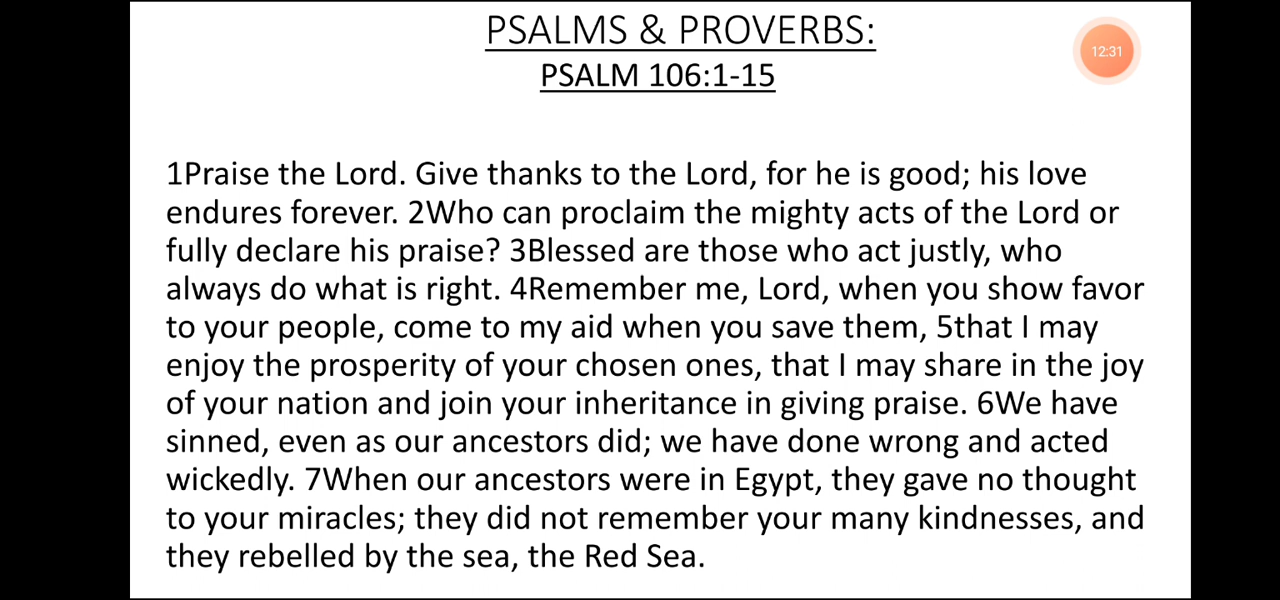 PSALMS & PROVERBS:
12:31
PSALM 106:1-15
1Praise the Lord. Give thanks to the Lord, for he is good; his love
endures forever. 2Who can proclaim the mighty acts of the Lord or
fully declare his praise? 3Blessed are those who act justly, who
always do what is right. 4Remember me, Lord, when you show favor
to your people, come to my aid when you save them, 5that I may
enjoy the prosperity of your chosen ones, that I may share in the joy
of your nation and join your inheritance in giving praise. 6We have
sinned, even as our ancestors did; we have done wrong and acted
wickedly. 7When our ancestors were in Egypt, they gave no thought
to your miracles; they did not remember your many kindnesses, and
they rebelled by the sea, the Red Sea.